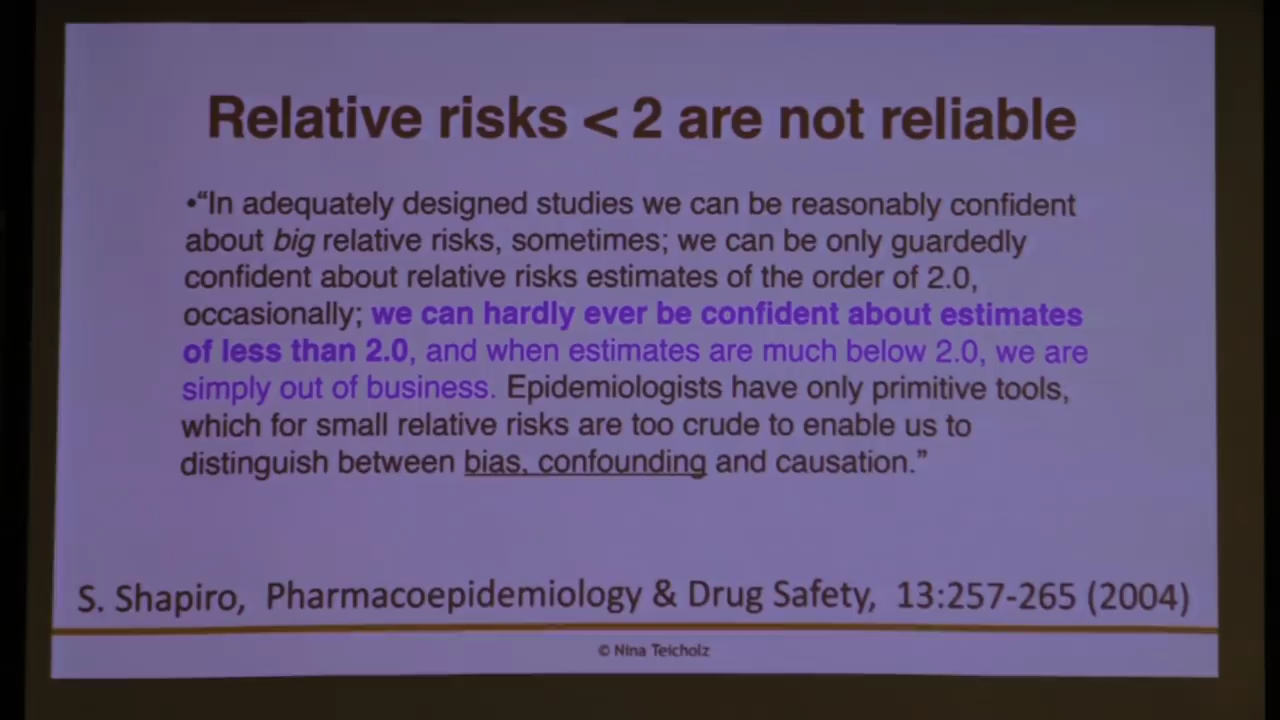 Relative risks < 2 are not reliable
•“In adequately designed studies we can be reasonably confident
about big relative risks, sometimes; we can be only guardedly
confident about relative risks estimates of the order of 2.0,
occasionally; we can hardly ever be confident about estimates
of less than 2.0, and when estimates are much below 2.0, we are
simply out of business. Epidemiologists have only primitive tools,
which for small relative risks are too crude to enable us to
distinguish between bias, confounding and causation.”
S. Shapiro, Pharmacoepidemiology & Drug Safety, 13:257-265 (2004)
© Nina Teicholz